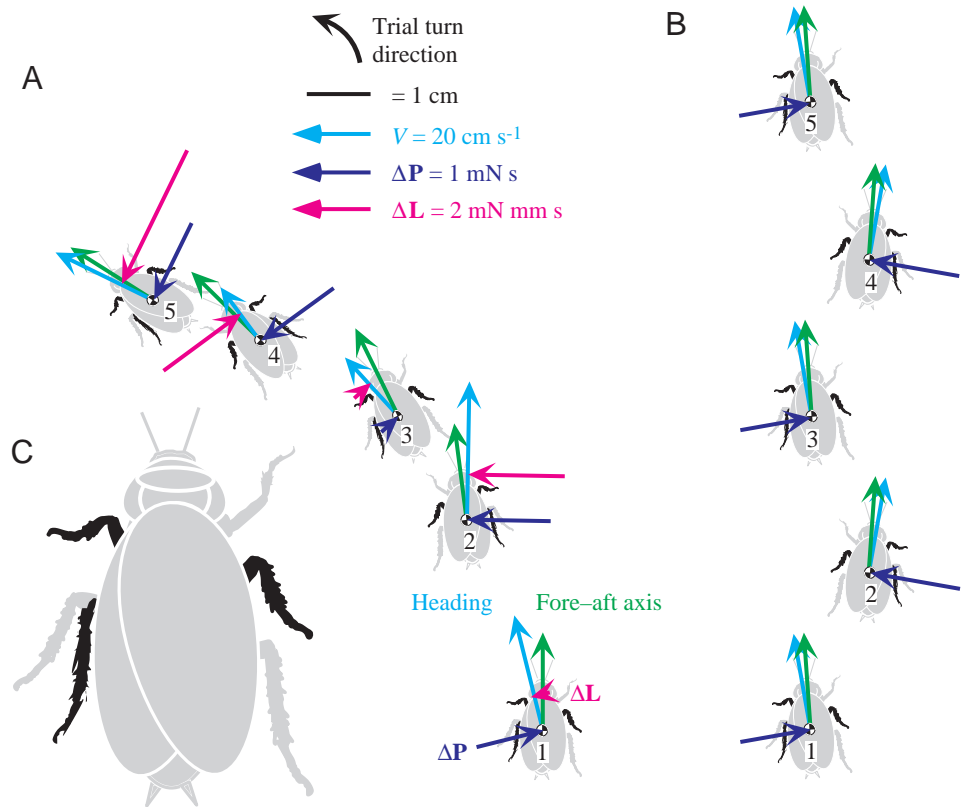 A
Trial turn
direction
= 1 cm
V = 20 cm s-1
ΔP = 1 mN s
ΔL = 2 mN mm s
5
4
3
2
Heading
Fore–aft axis
ΔL
ΔP
1
B
5
4
3
2
1
C